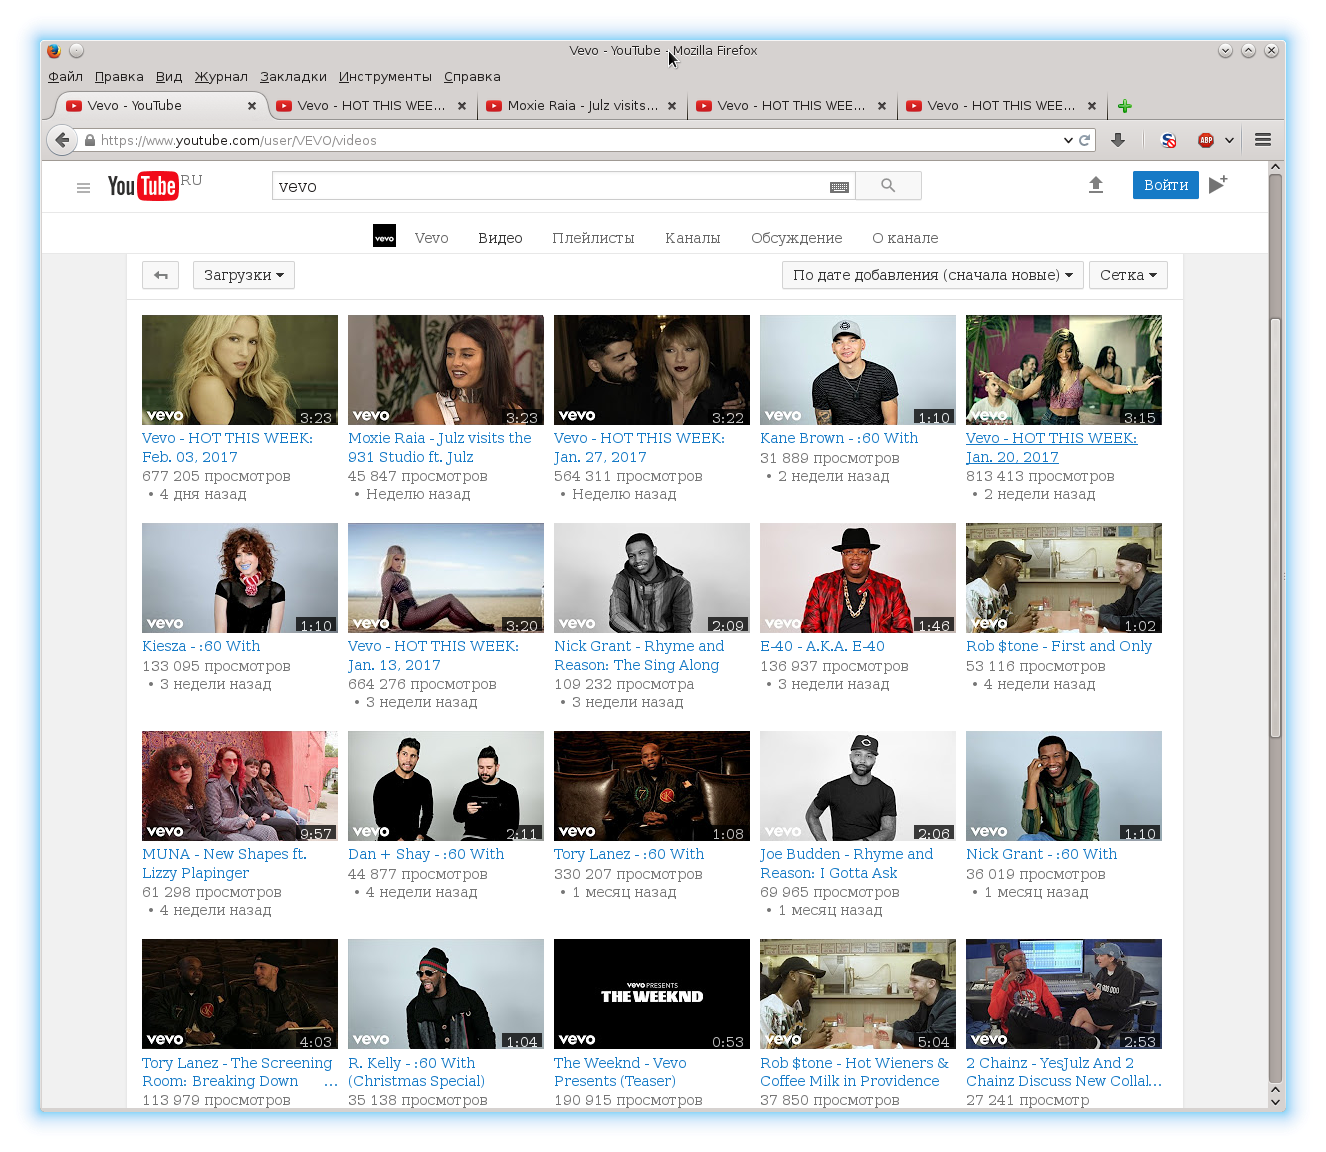 Vevo - YouTube - Mozilla Firefox
Файл Правка Вид Журнал Закладки Инструменты Справка
Vevo - YouTube Vevo - HOT THIS WEE... Moxie Raia - Julz visits... Vevo - HOT THIS WEE... Vevo - HOT THIS WEE...
https://www.youtube.com/user/VEVO/videos ABP
YouTube RU vevo Войти
vevo Vevo Видео Плейлисты Каналы Обсуждение О канале
Загрузки По дате добавления (сначала новые) Сетка
vevo 3:23 vevo 3:23 vevo 3:22 vevo 1:10 vevo 3:15
Vevo - HOT THIS WEEK: Moxie Raia - Julz visits the Vevo - HOT THIS WEEK: Kane Brown - :60 With Vevo - HOT THIS WEEK:
Feb. 03, 2017 931 Studio ft. Julz Jan. 27, 2017 31 889 просмотров Jan. 20, 2017
677 205 просмотров 45 847 просмотров 564 311 просмотров • 2 недели назад 813 413 просмотров
• 4 дня назад • Неделю назад • Неделю назад • 2 недели назад
vevo 1:10 vevo 3:20 vevo 2:09 vevo 1:46 vevo 1:02
Kiesza - :60 With Vevo - HOT THIS WEEK: Nick Grant - Rhyme and E-40 - A.K.A. E-40 Rob $tone - First and Only
133 095 просмотров Jan. 13, 2017 Reason: The Sing Along 136 937 просмотров 53 116 просмотров
• 3 недели назад 664 276 просмотров 109 232 просмотра • 3 недели назад • 4 недели назад
• 3 недели назад • 3 недели назад
vevo 9:57 vevo 2:11 vevo 1:08 vevo 2:06 vevo 1:10
MUNA - New Shapes ft. Dan + Shay - :60 With Tory Lanez - :60 With Joe Budden - Rhyme and Nick Grant - :60 With
Lizzy Plapinger 44 877 просмотров 330 207 просмотров Reason: I Gotta Ask 36 019 просмотров
61 298 просмотров • 4 недели назад • 1 месяц назад 69 965 просмотров • 1 месяц назад
• 4 недели назад • 1 месяц назад
vevo PRESENTS
THE WEEKND
vevo 4:03 vevo 1:04 vevo 0:53 vevo 5:04 vevo 2:53
Tory Lanez - The Screening R. Kelly - :60 With The Weeknd - Vevo Rob $tone - Hot Wieners & 2 Chainz - YesJulz And 2
Room: Breaking Down ... (Christmas Special) Presents (Teaser) Coffee Milk in Providence Chainz Discuss New Collal...
113 979 просмотров 35 138 просмотров 190 915 просмотров 37 850 просмотров 27 241 просмотр